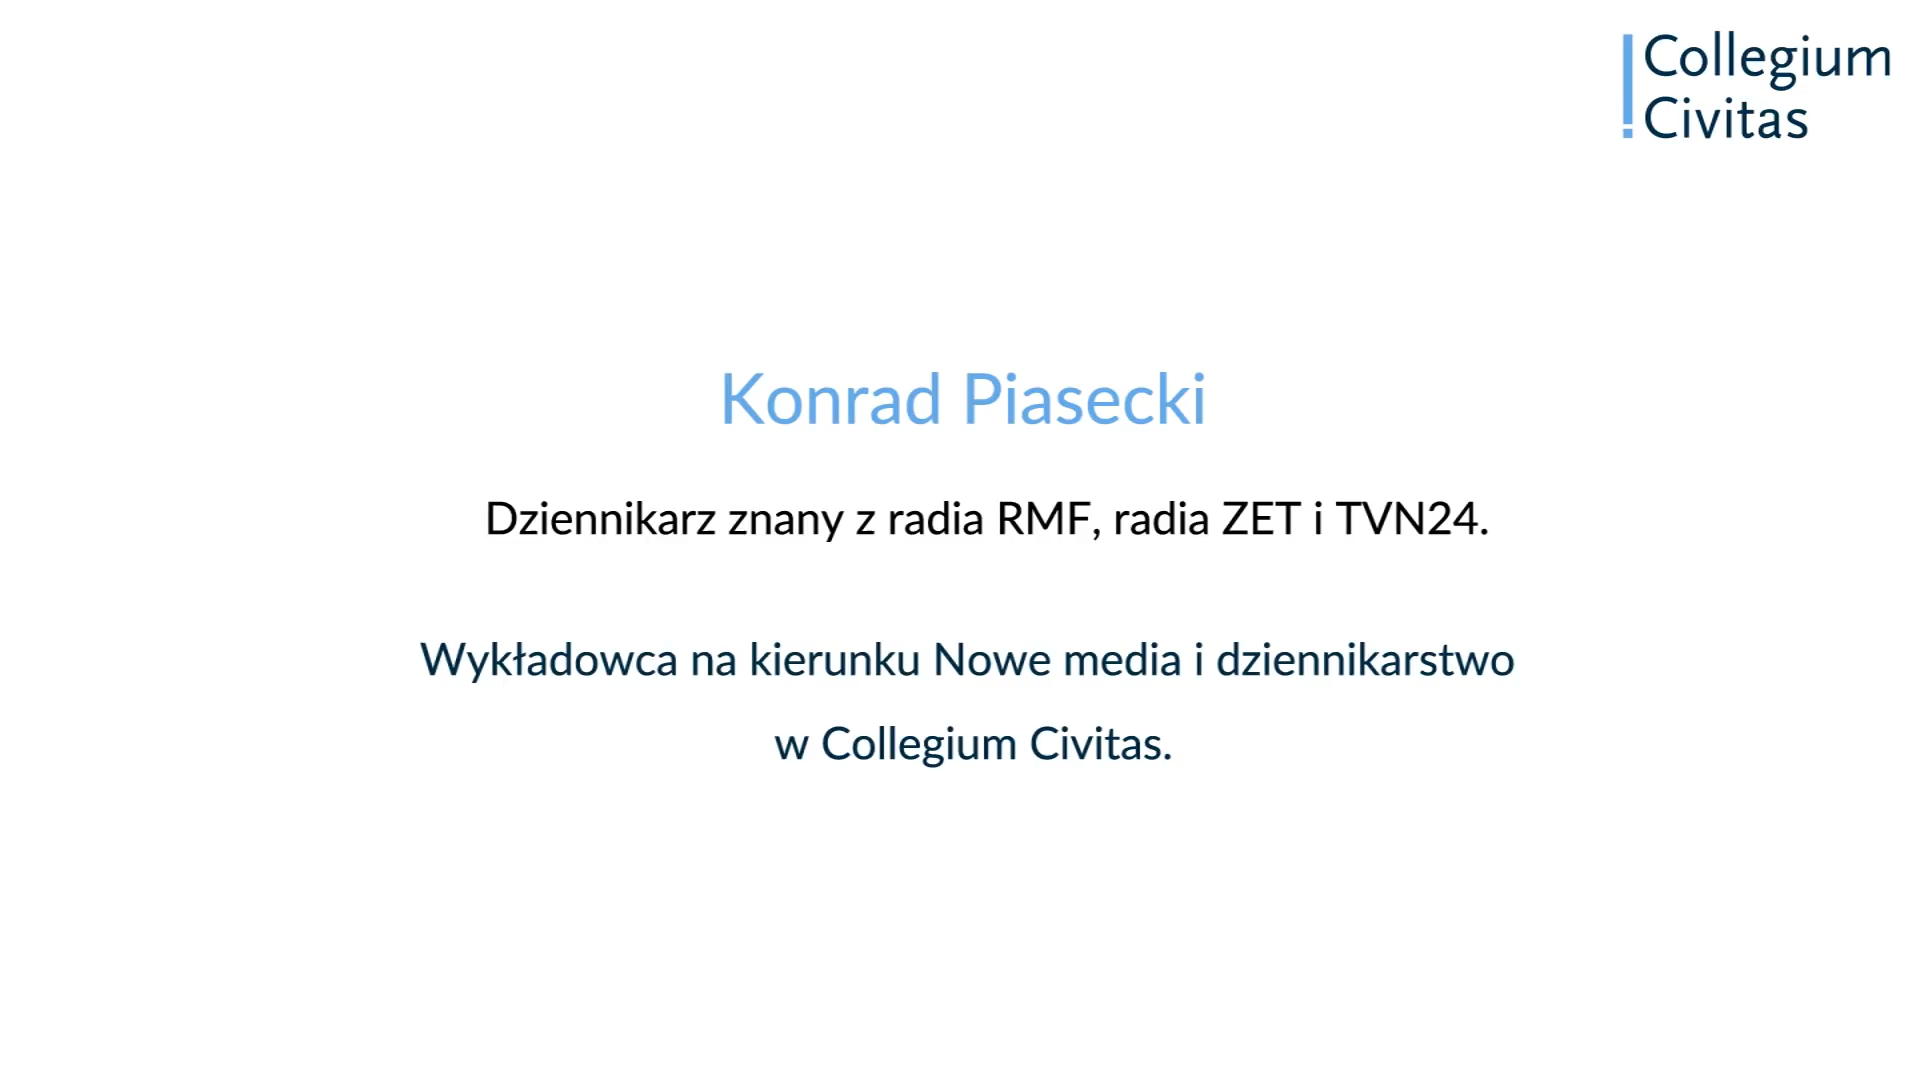 Collegium
Civitas
Konrad Piasecki
Dziennikarz znany z radia RMF, radia ZET i TVN24.
Wykładowca na kierunku Nowe media i dziennikarstwo
w Collegium Civitas.